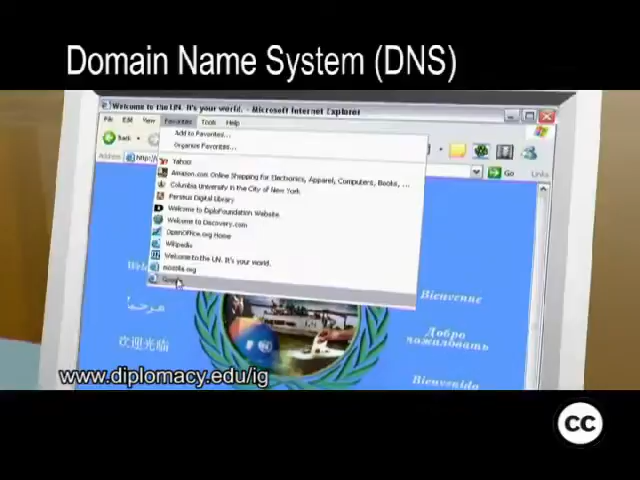 Domain Name System (DNS)
Welcome to the UN. It's your world. - Microsoft Internet Explorer
File Edit View Favorites Tools Help
Add to Favorites...
Organize Favorites...
Back
Address http://
Go
Yahoo
Amazon.com Online Shopping for Electronics, Apparel, Computers, Books, ...
Columbia University in the City of New York
Perseus Digital Library
Welcome to DiploFoundation Website.
Welcome to Discovery.com
OpenOffice.org Home
Wikipedia
Welcome to the UN. It's your world.
mozilla.org
Bienvenue
Добро
пожаловать
欢迎光临
Bienvenido
www.diplomacy.edu/ig
cc